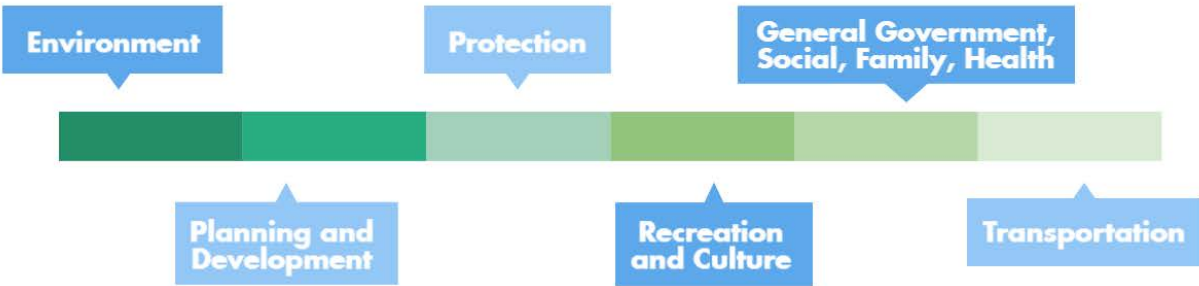 Environment
Protection
General Government,
Social, Family, Health
Planning and
Development
Recreation
and Culture
Transportation